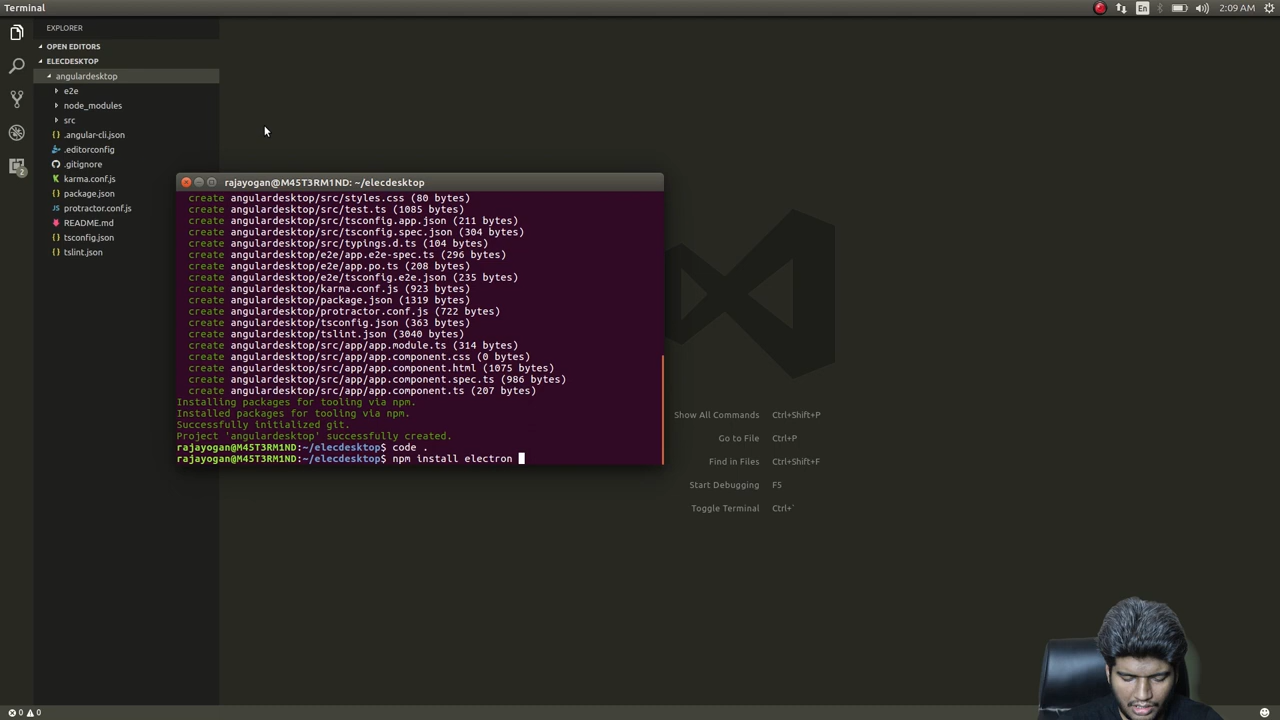 Terminal
En
2:09 AM
EXPLORER
OPEN EDITORS
ELECDESKTOP
angulardesktop
e2e
node_modules
src
.angular-cli.json
.editorconfig
.gitignore
karma.conf.js
package.json
protractor.conf.js
README.md
tsconfig.json
tslint.json
2
rajayogan@M45T3RM1ND: ~/elecdesktop
create angulardesktop/src/styles.css (80 bytes)
create angulardesktop/src/test.ts (1085 bytes)
create angulardesktop/src/tsconfig.app.json (211 bytes)
create angulardesktop/src/tsconfig.spec.json (304 bytes)
create angulardesktop/src/typings.d.ts (104 bytes)
create angulardesktop/e2e/app.e2e-spec.ts (296 bytes)
create angulardesktop/e2e/app.po.ts (208 bytes)
create angulardesktop/e2e/tsconfig.e2e.json (235 bytes)
create angulardesktop/karma.conf.js (923 bytes)
create angulardesktop/package.json (1319 bytes)
create angulardesktop/protractor.conf.js (722 bytes)
create angulardesktop/tsconfig.json (363 bytes)
create angulardesktop/tslint.json (3040 bytes)
create angulardesktop/src/app/app.module.ts (314 bytes)
create angulardesktop/src/app/app.component.css (0 bytes)
create angulardesktop/src/app/app.component.html (1075 bytes)
create angulardesktop/src/app/app.component.spec.ts (986 bytes)
create angulardesktop/src/app/app.component.ts (207 bytes)
Installing packages for tooling via npm.
Installed packages for tooling via npm.
Successfully initialized git.
Project 'angulardesktop' successfully created.
rajayogan@M45T3RM1ND:~/elecdesktop$ code .
rajayogan@M45T3RM1ND:~/elecdesktop$ npm install electron
Show All Commands Ctrl+Shift+P
Go to File Ctrl+P
Find in Files Ctrl+Shift+F
Start Debugging F5
Toggle Terminal Ctrl+`
0 0